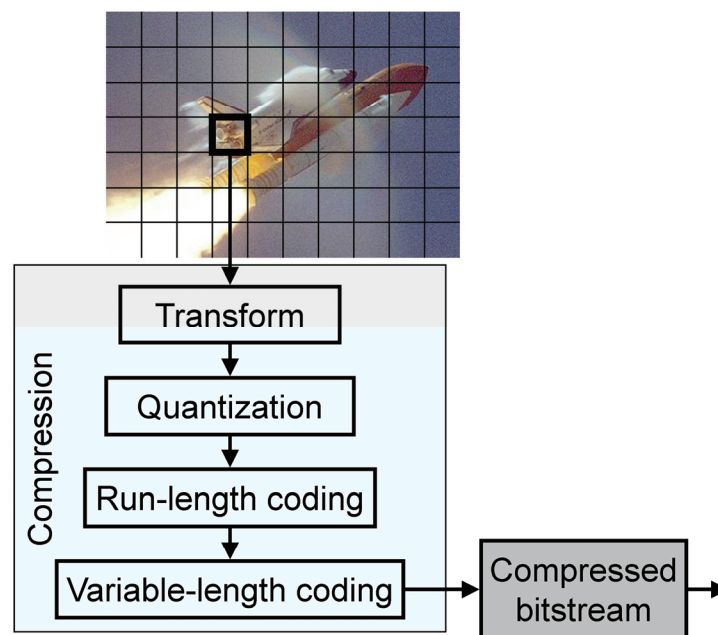 Transform
Quantization
Compression
Run-length coding
Variable-length coding
Compressed
bitstream